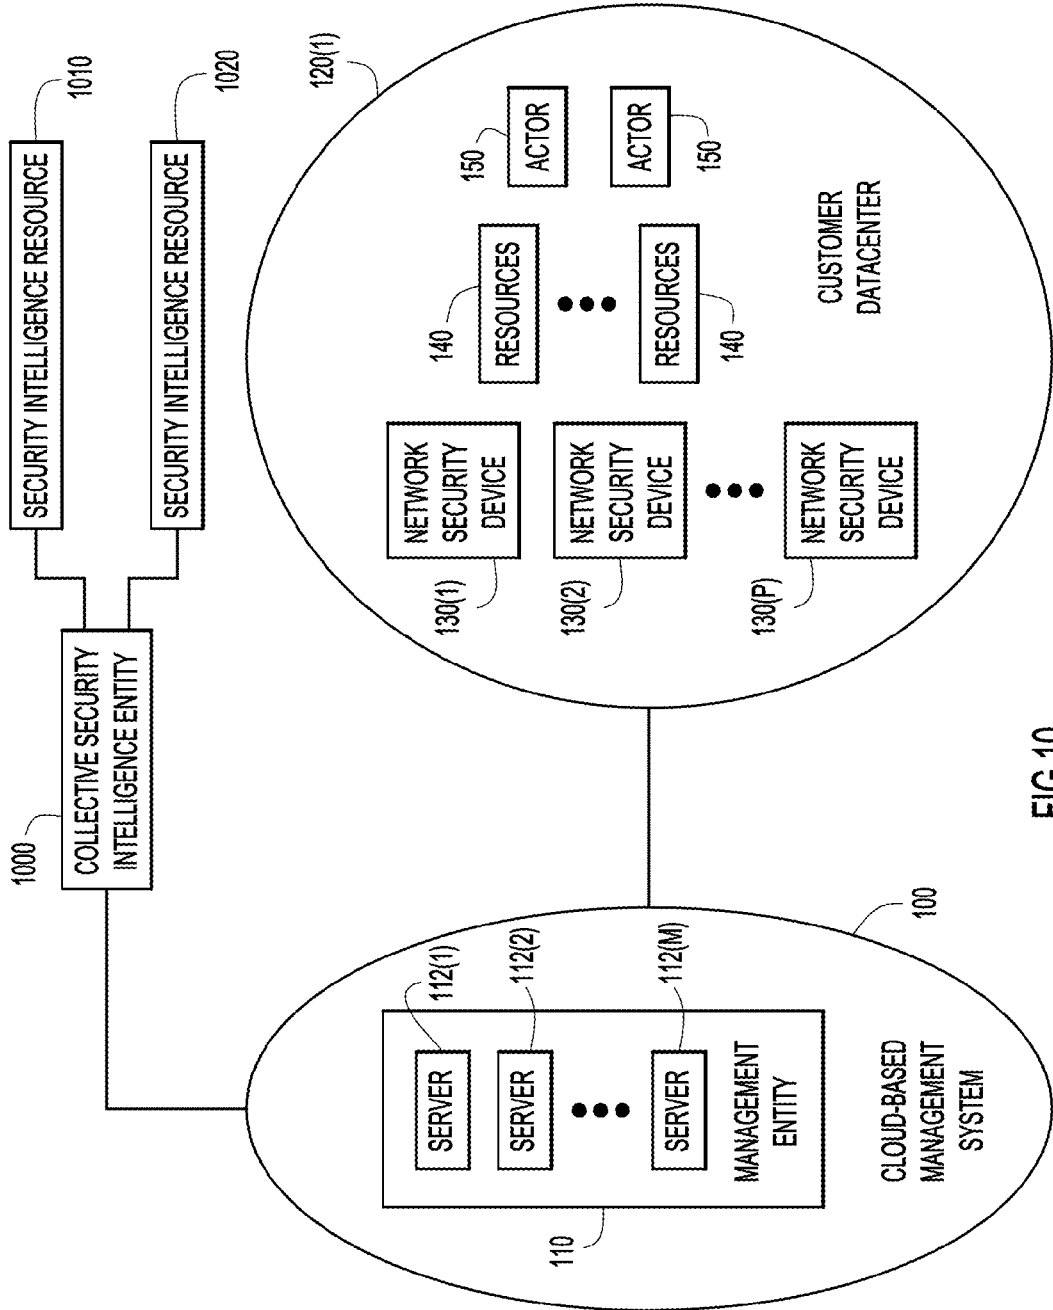 1010
SECURITY INTELLIGENCE RESOURCE
1020
SECURITY INTELLIGENCE RESOURCE
1000
COLLECTIVE SECURITY
INTELLIGENCE ENTITY
100
110
SERVER
112(1)
SERVER
112(2)
SERVER
112(M)
MANAGEMENT
ENTITY
CLOUD-BASED
MANAGEMENT
SYSTEM
120(1)
NETWORK
SECURITY
DEVICE
130(1)
NETWORK
SECURITY
DEVICE
130(2)
NETWORK
SECURITY
DEVICE
130(P)
140
RESOURCES
RESOURCES
140
150
ACTOR
ACTOR
150
CUSTOMER
DATACENTER
FIG.10